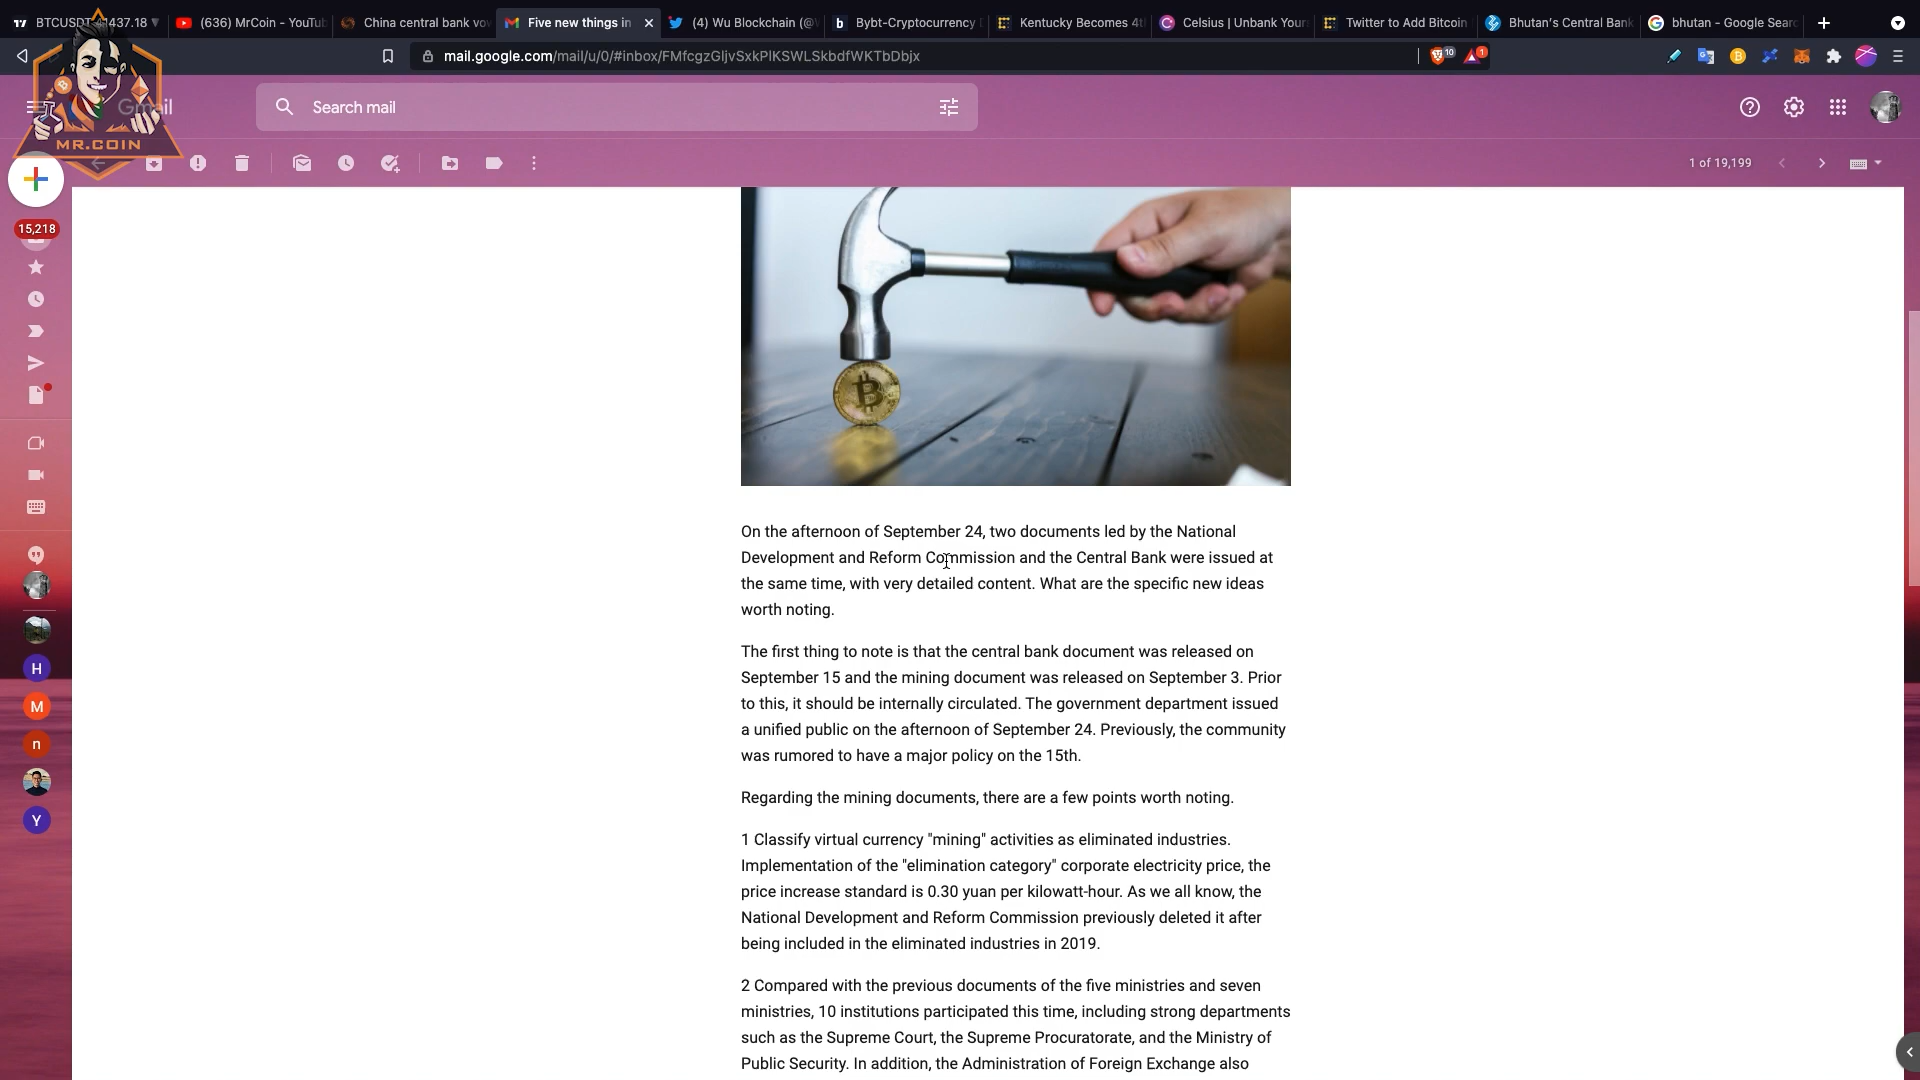 BTCUSDT 41437.18
(636) MrCoin - YouTub
China central bank vov
Five new things in
(4) Wu Blockchain (@
Bybt-Cryptocurrency
Kentucky Becomes 4t
Celsius | Unbank Your
Twitter to Add Bitcoin
Bhutan's Central Bank
bhutan - Google Searc
mail.google.com/mail/u/0/#inbox/FMfcgzGljvSxkPlKSWLSkbdfWKTbDbjx
10
1
Gmail
Search mail
MR.COIN
1 of 19,199
15,218
H
M
n
Y
On the afternoon of September 24, two documents led by the National
Development and Reform Commission and the Central Bank were issued at
the same time, with very detailed content. What are the specific new ideas
worth noting.
The first thing to note is that the central bank document was released on
September 15 and the mining document was released on September 3. Prior
to this, it should be internally circulated. The government department issued
a unified public on the afternoon of September 24. Previously, the community
was rumored to have a major policy on the 15th.
Regarding the mining documents, there are a few points worth noting.
1 Classify virtual currency "mining" activities as eliminated industries.
Implementation of the "elimination category" corporate electricity price, the
price increase standard is 0.30 yuan per kilowatt-hour. As we all know, the
National Development and Reform Commission previously deleted it after
being included in the eliminated industries in 2019.
2 Compared with the previous documents of the five ministries and seven
ministries, 10 institutions participated this time, including strong departments
such as the Supreme Court, the Supreme Procuratorate, and the Ministry of
Public Security. In addition, the Administration of Foreign Exchange also